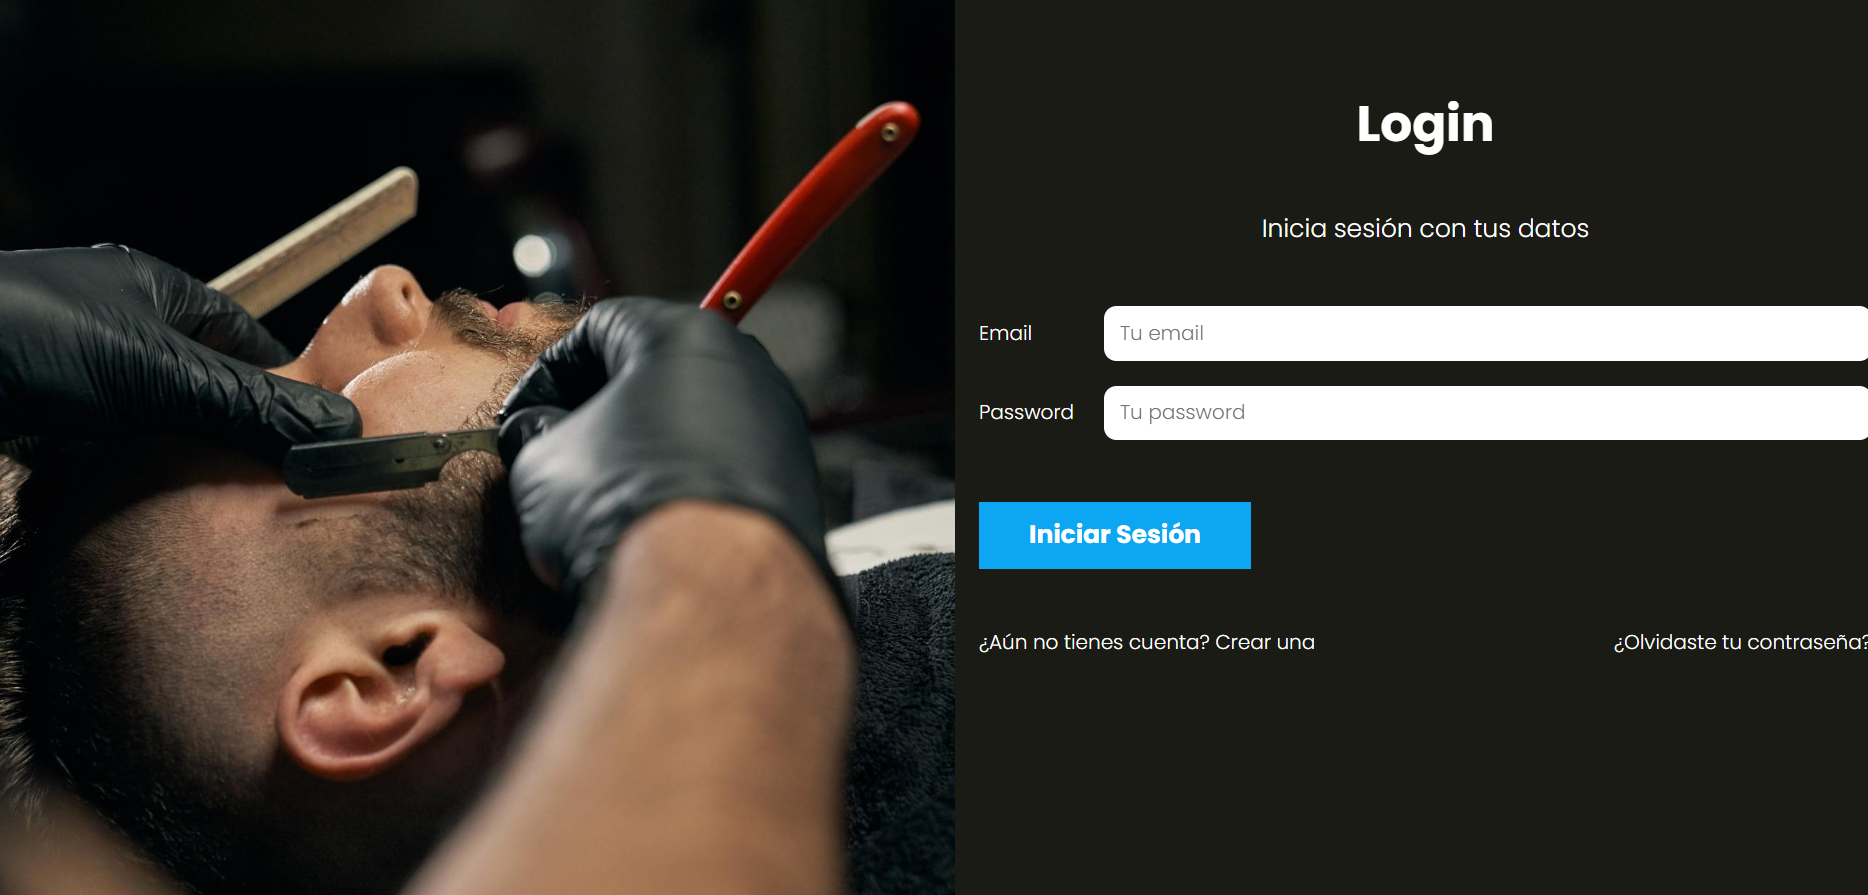 Login
Inicia sesión con tus datos
Email
Tu email
Password
Tu password
Iniciar Sesión
¿Aún no tienes cuenta? Crear una
¿Olvidaste tu contraseña?